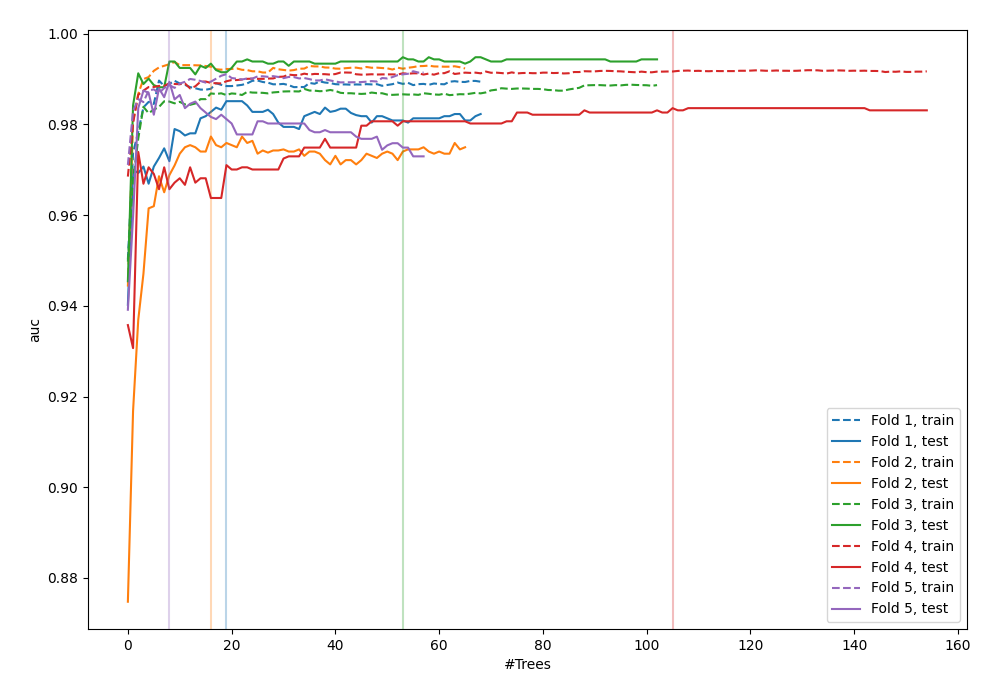 1.00
0.98
0.96
0.94
0.92
0.90
0.88
auc
0
20
40
60
80
100
120
140
160
#Trees
Fold 1, train
Fold 1, test
Fold 2, train
Fold 2, test
Fold 3, train
Fold 3, test
Fold 4, train
Fold 4, test
Fold 5, train
Fold 5, test